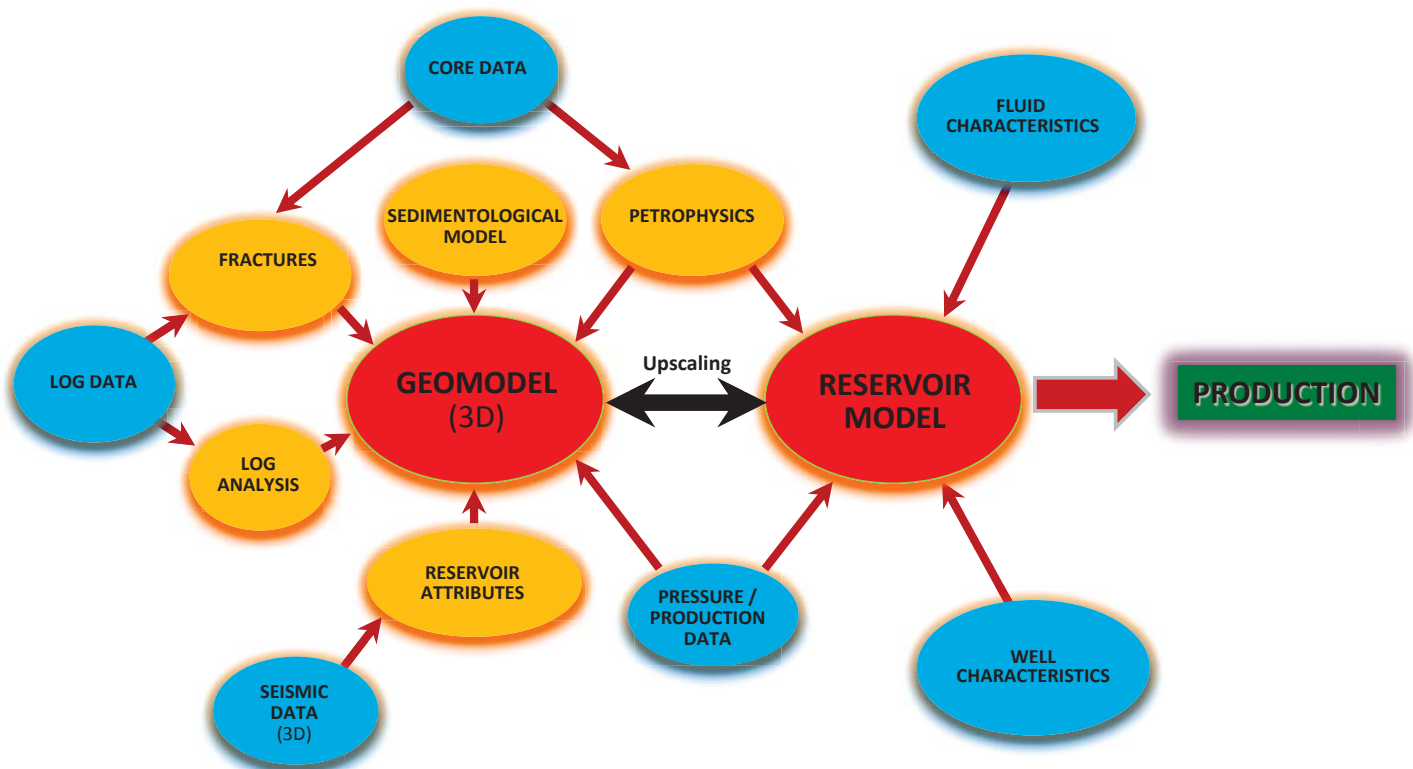 CORE DATA
FLUID
CHARACTERISTICS
SEDIMENTOLOGICAL
MODEL
PETROPHYSICS
FRACTURES
LOG DATA
GEOMODEL
(3D)
Upscaling
RESERVOIR
MODEL
PRODUCTION
LOG
ANALYSIS
RESERVOIR
ATTRIBUTES
PRESSURE /
PRODUCTION
DATA
WELL
CHARACTERISTICS
SEISMIC
DATA
(3D)